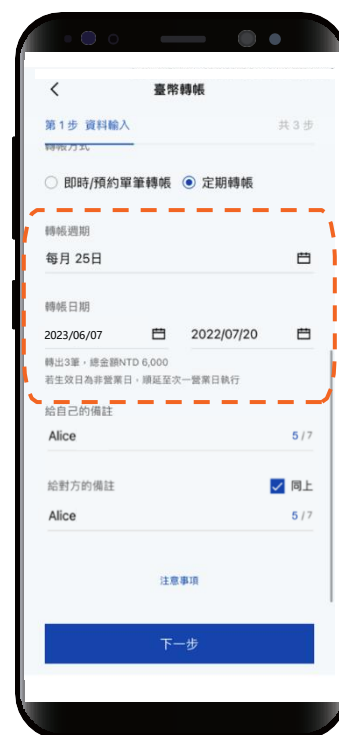 臺幣轉帳
第1步 資料輸入 共3步
轉帳方式
即時/預約單筆轉帳 定期轉帳
轉帳週期
每月 25日
轉帳日期
2023/06/07 2022/07/20
轉出3筆，總金額NTD 6,000
若生效日為非營業日，順延至次一營業日執行
給自己的備註
Alice 5/7
給對方的備註 同上
Alice 5/7
注意事項
下一步